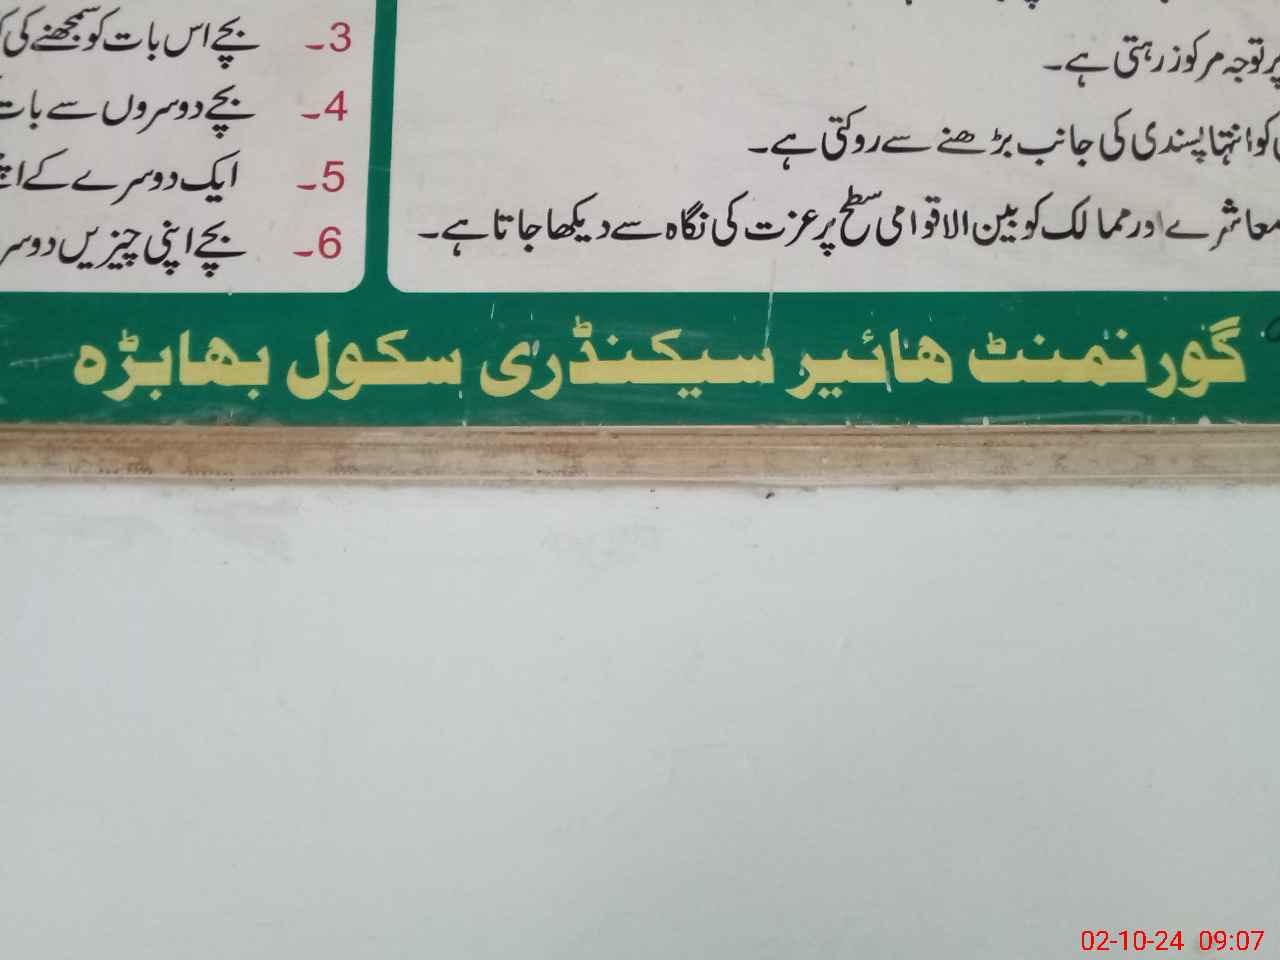 پر توجہ مرکوز رہتی ہے۔
کو انتہا پسندی کی جانب بڑھنے سے روکتی ہے۔
معاشرے اور ممالک کو بین الاقوامی سطح پر عزت کی نگاہ سے دیکھا جاتا ہے۔
3۔ بچے اس بات کو سمجھنے کی
4۔ بچے دوسروں سے بات
5۔ ایک دوسرے کے
6۔ بچے اپنی چیزیں دوسر
گورنمنٹ ھائیر سیکنڈری سکول بھابڑہ
02-10-24 09:07